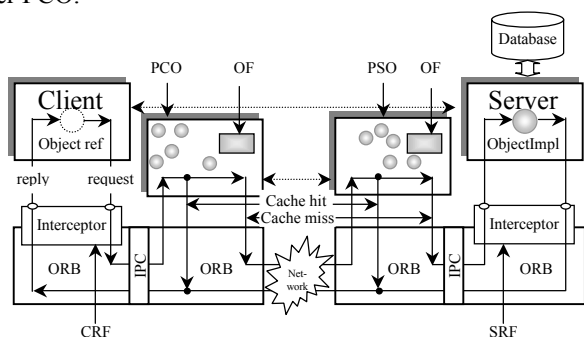 PCO.
Database
PCO OF PSO OF
Client Server
Object ref ObjectImpl
reply request
Cache hit
Cache miss
Interceptor Interceptor
ORB IPC ORB Net-work ORB IPC ORB
CRF SRF